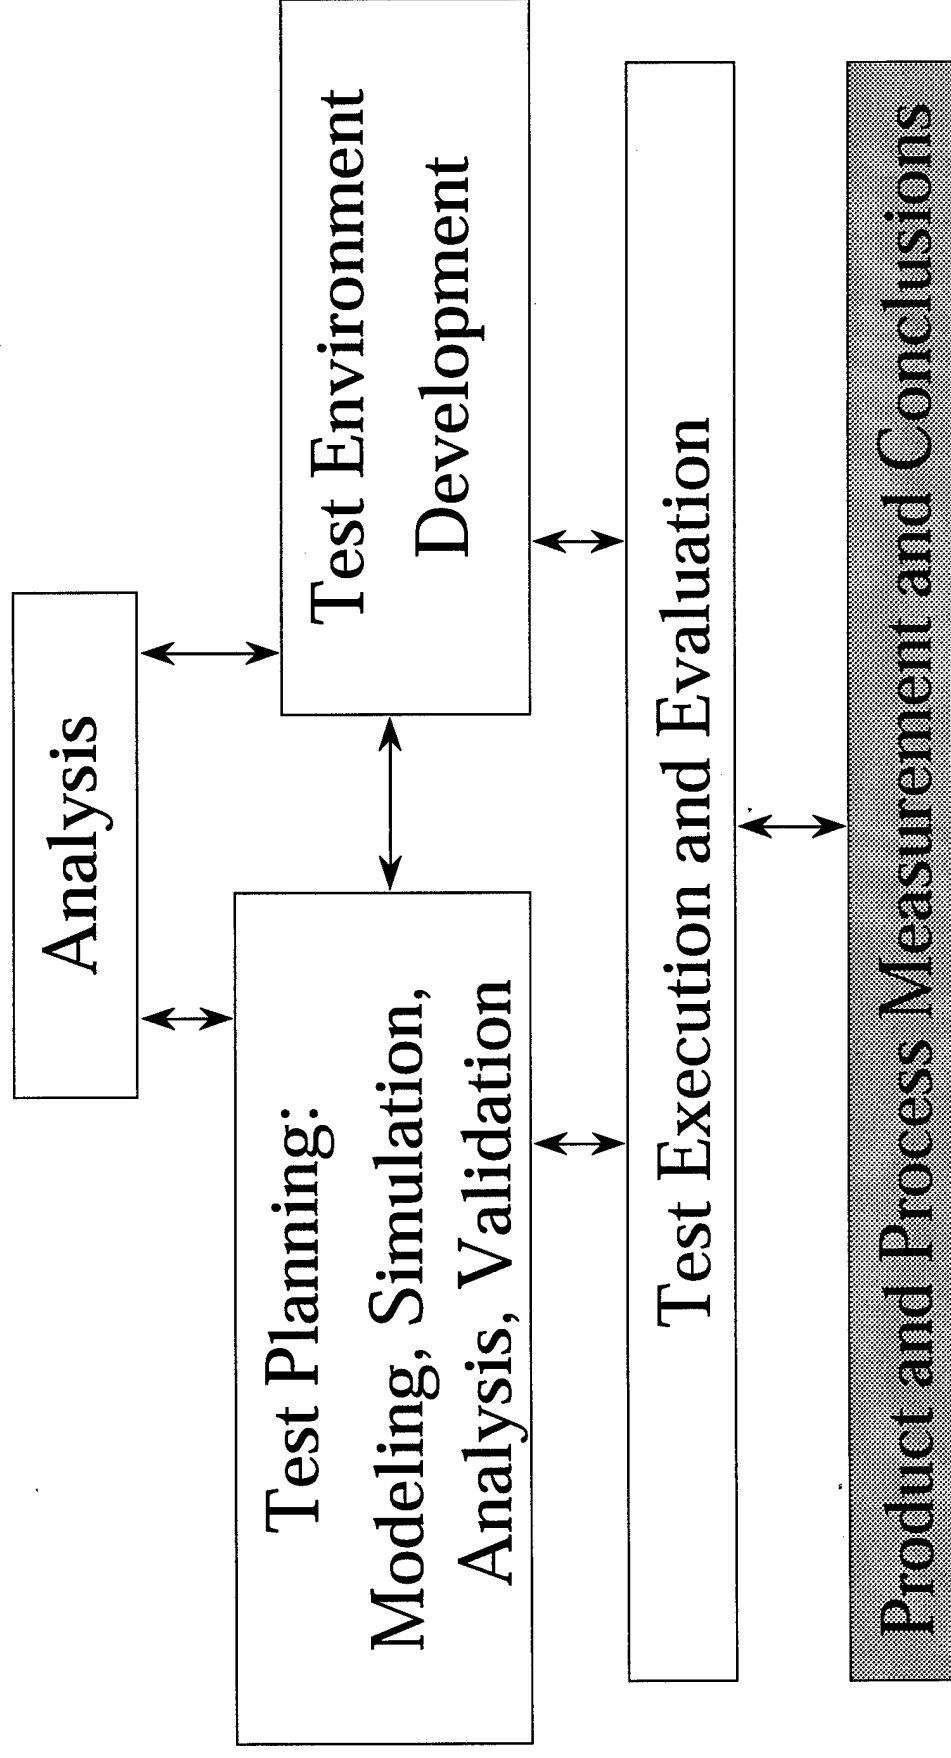 Analysis
Test Planning:
Modeling, Simulation,
Analysis, Validation
Test Environment
Development
Test Execution and Evaluation
Product and Process Measurement and Conclusions